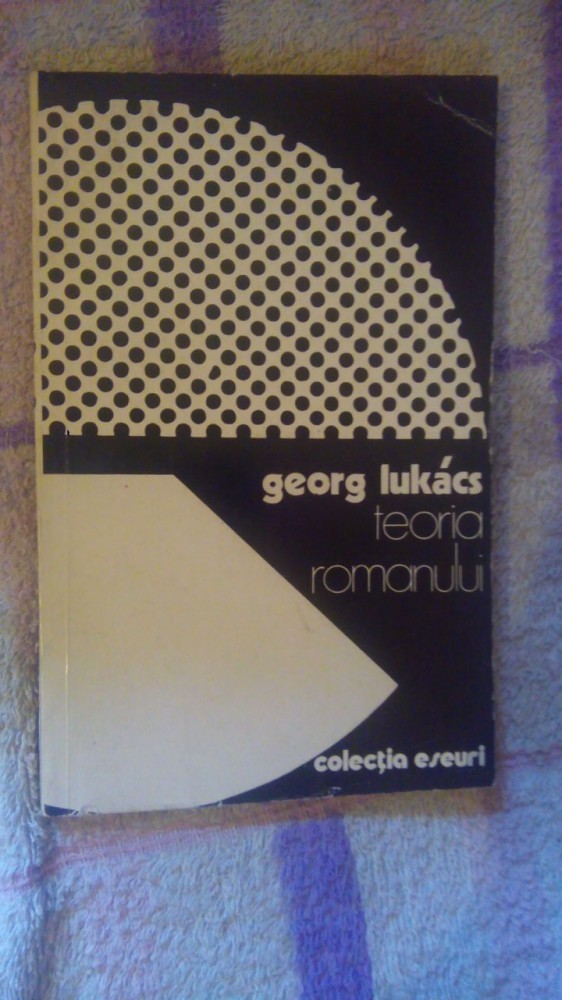 georg lukács
teoria
romanului
colecția eseuri